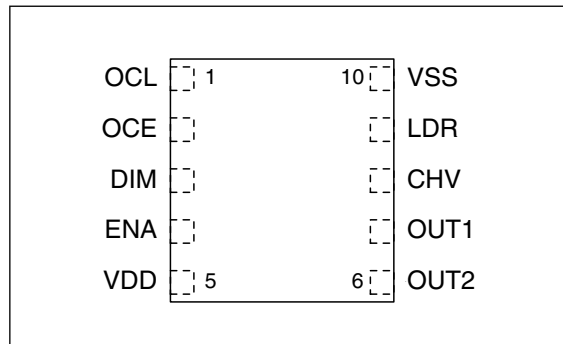 OCL 1 10 VSS
OCE LDR
DIM CHV
ENA OUT1
VDD 5 6 OUT2